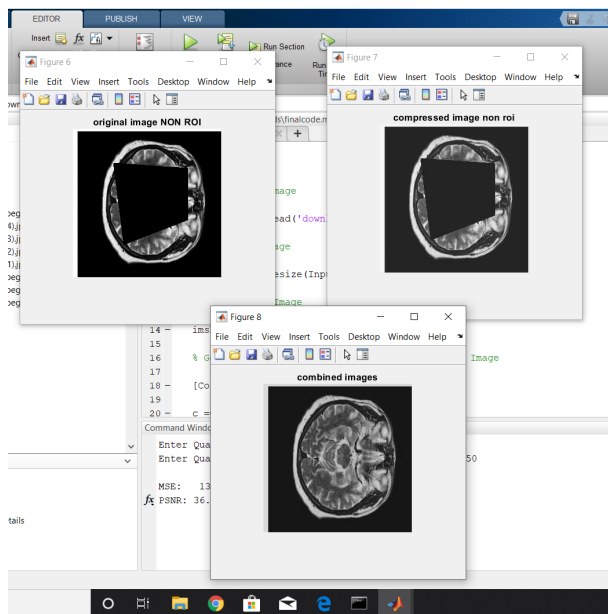 EDITOR PUBLISH VIEW
Insert fx
Run Section
Figure 6
File Edit View Insert Tools Desktop Window Help
original image NON ROI
Figure 7
File Edit View Insert Tools Desktop Window Help
compressed image non roi
ds\finalcode.m
+
ead('down
age
esize(Inpu
Image
14 – ims
15
16 % G Image
17
18 – [Co
19
20 – c =
Figure 8
File Edit View Insert Tools Desktop Window Help
combined images
Command Windo
Enter Qua
Enter Qua 50
MSE: 13
fx PSNR: 36.
tails